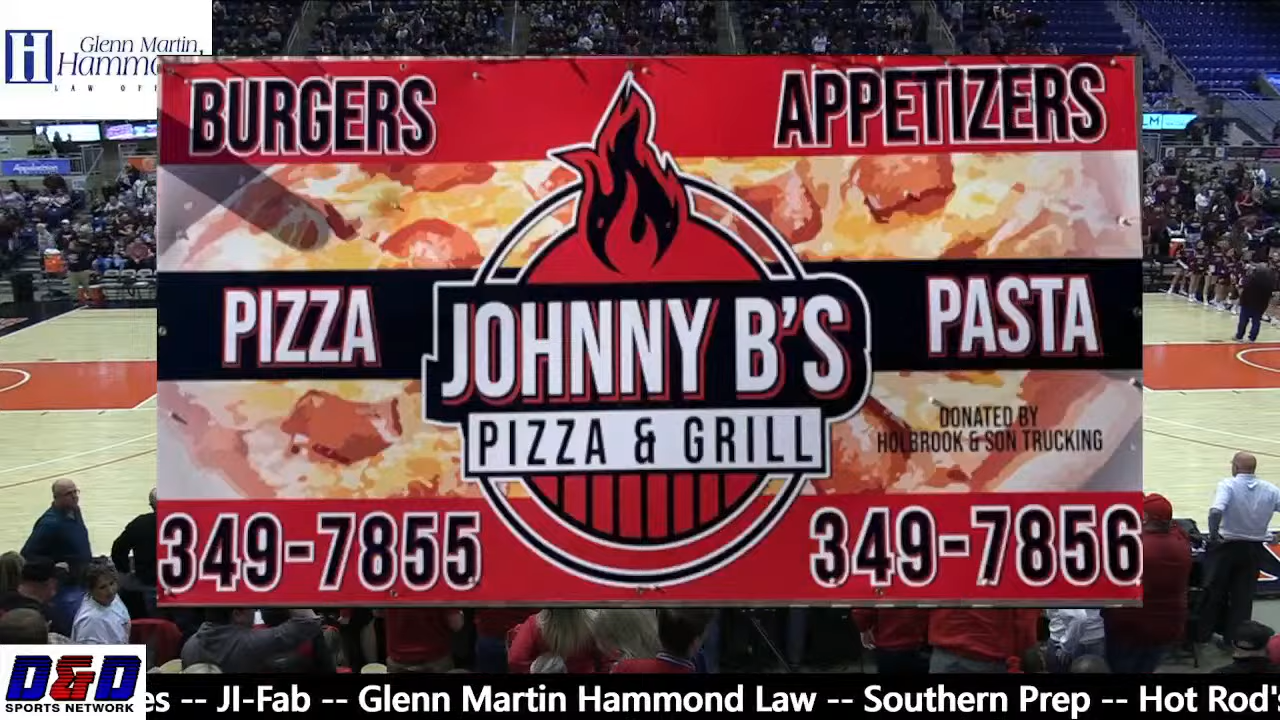 Glenn Martin,
Hammo
LAW OF
BURGERS
APPETIZERS
PIZZA
JOHNNY B'S
PASTA
PIZZA & GRILL
DONATED BY
HOLBROOK & SON TRUCKING
349-7855
349-7856
D&D
SPORTS NETWORK
es -- JI-Fab -- Glenn Martin Hammond Law -- Southern Prep -- Hot Rod's